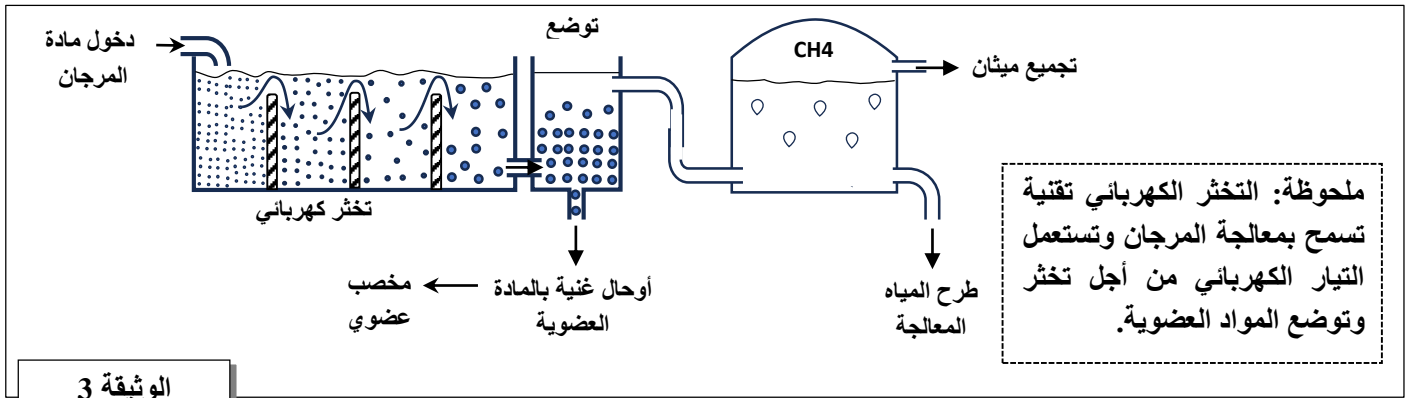 توضع
دخول مادة
المرجان
CH4
تجميع ميثان
تخثر كهربائي
أوحال غنية بالمادة
العضوية
مخصب
عضوي
طرح المياه
المعالجة
ملحوظة: التخثر الكهربائي تقنية
تسمح بمعالجة المرجان وتستعمل
التيار الكهربائي من أجل تخثر
وتوضع المواد العضوية.
الوثيقة 3